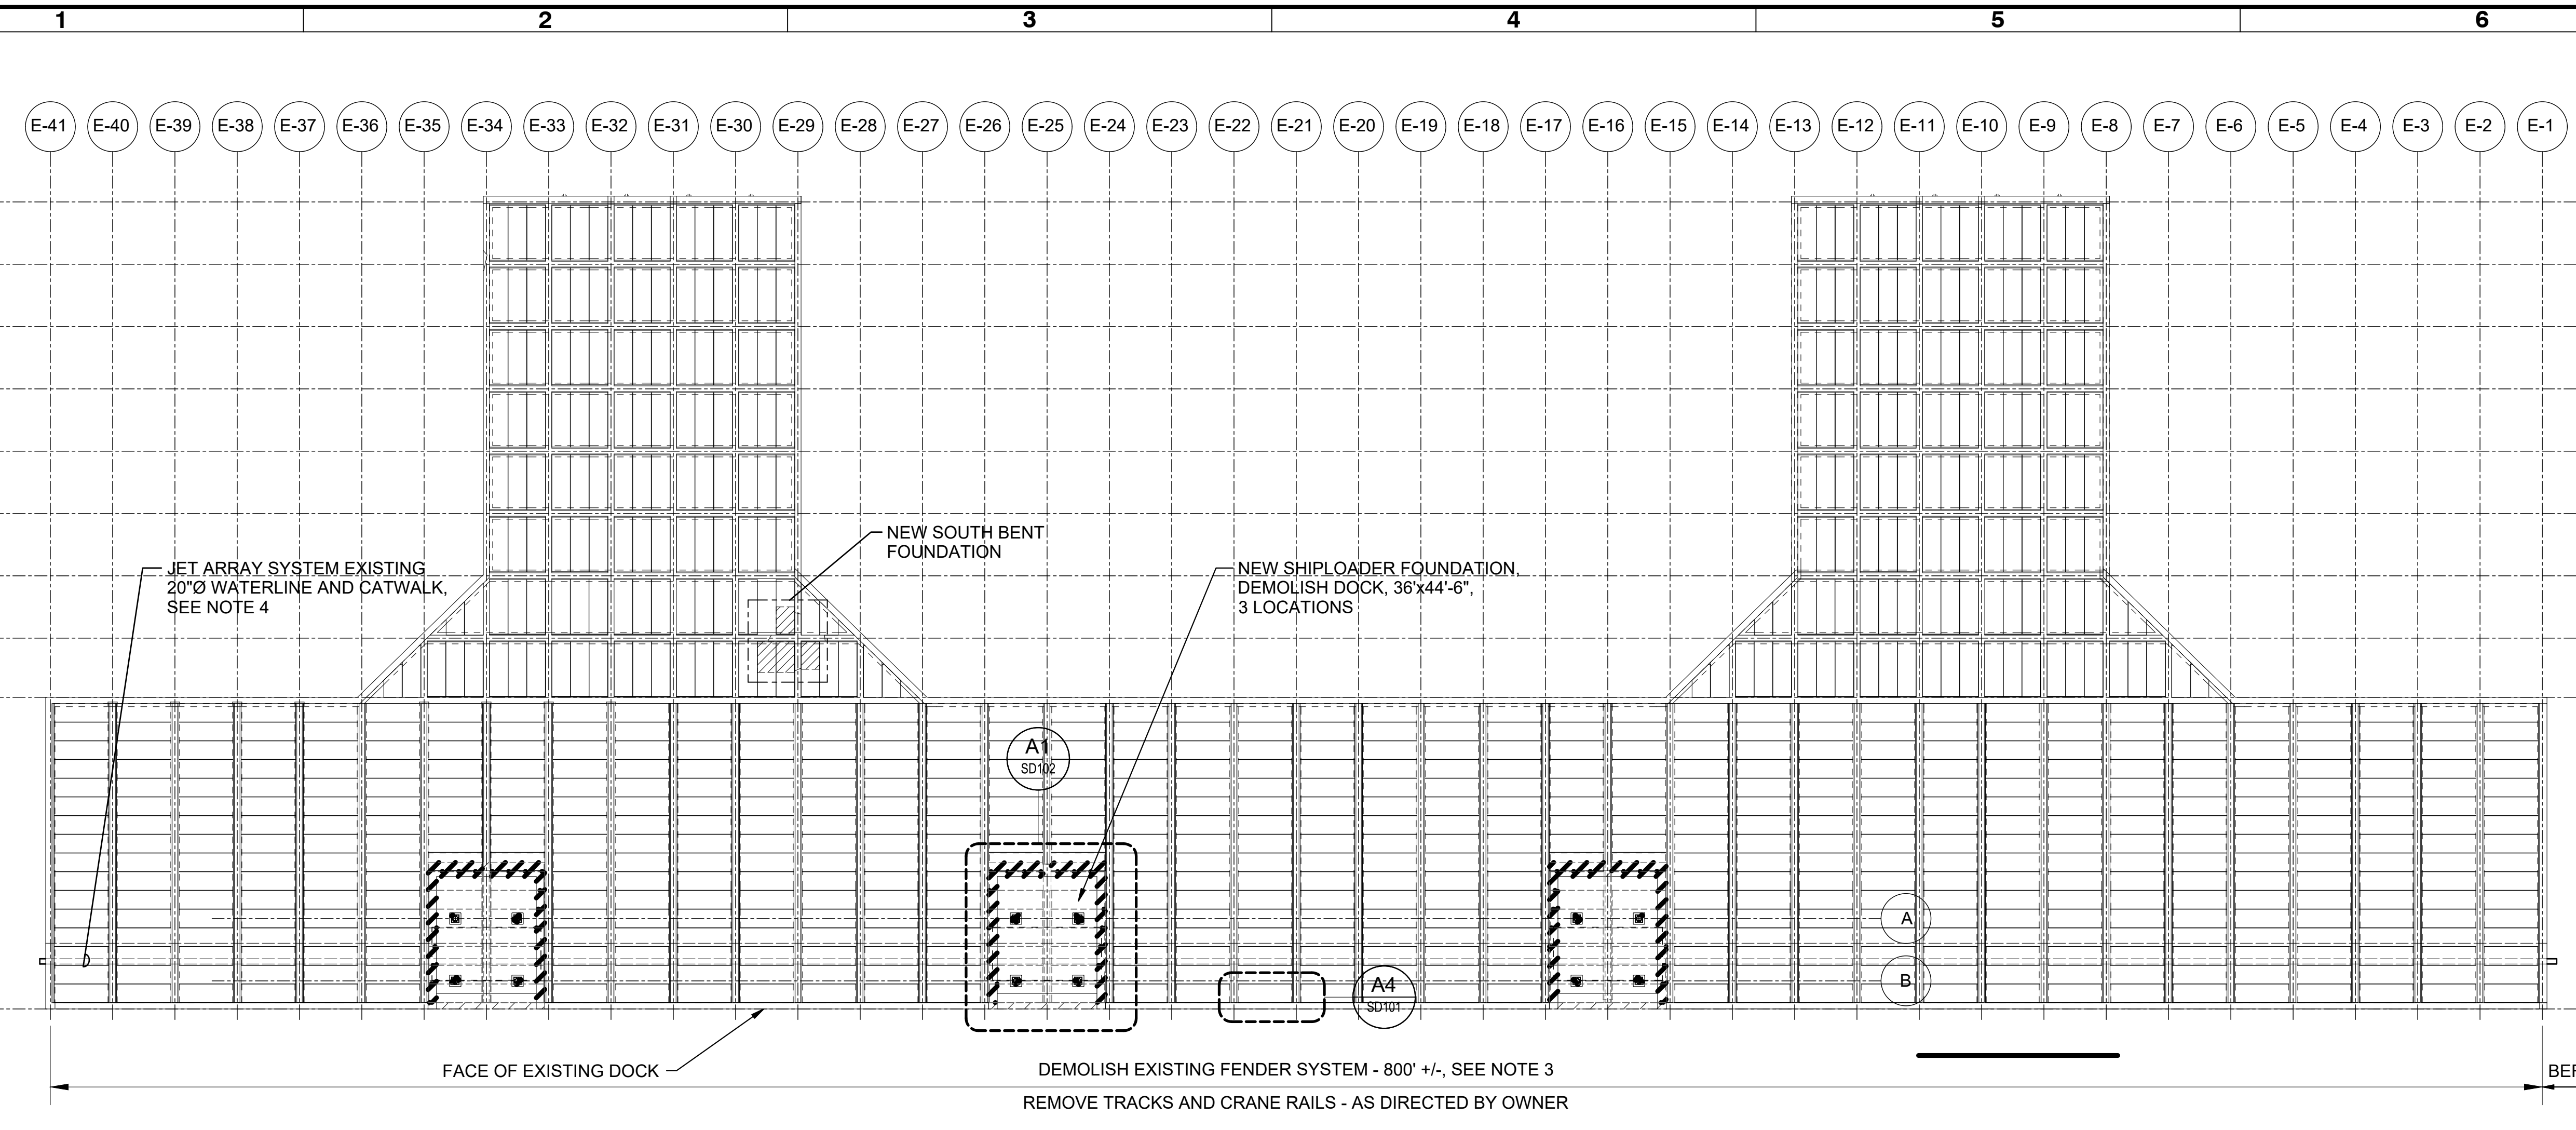 1 2 3 4 5 6
E-41 E-40 E-39 E-38 E-37 E-36 E-35 E-34 E-33 E-32 E-31 E-30 E-29 E-28 E-27 E-26 E-25 E-24 E-23 E-22 E-21 E-20 E-19 E-18 E-17 E-16 E-15 E-14 E-13 E-12 E-11 E-10 E-9 E-8 E-7 E-6 E-5 E-4 E-3 E-2 E-1
NEW SOUTH BENT
FOUNDATION
JET ARRAY SYSTEM EXISTING
20"Ø WATERLINE AND CATWALK,
SEE NOTE 4
NEW SHIPLOADER FOUNDATION,
DEMOLISH DOCK, 36'x44'-6",
3 LOCATIONS
A1
SD102
A
B
A4
SD101
FACE OF EXISTING DOCK
DEMOLISH EXISTING FENDER SYSTEM - 800' +/-, SEE NOTE 3
REMOVE TRACKS AND CRANE RAILS - AS DIRECTED BY OWNER